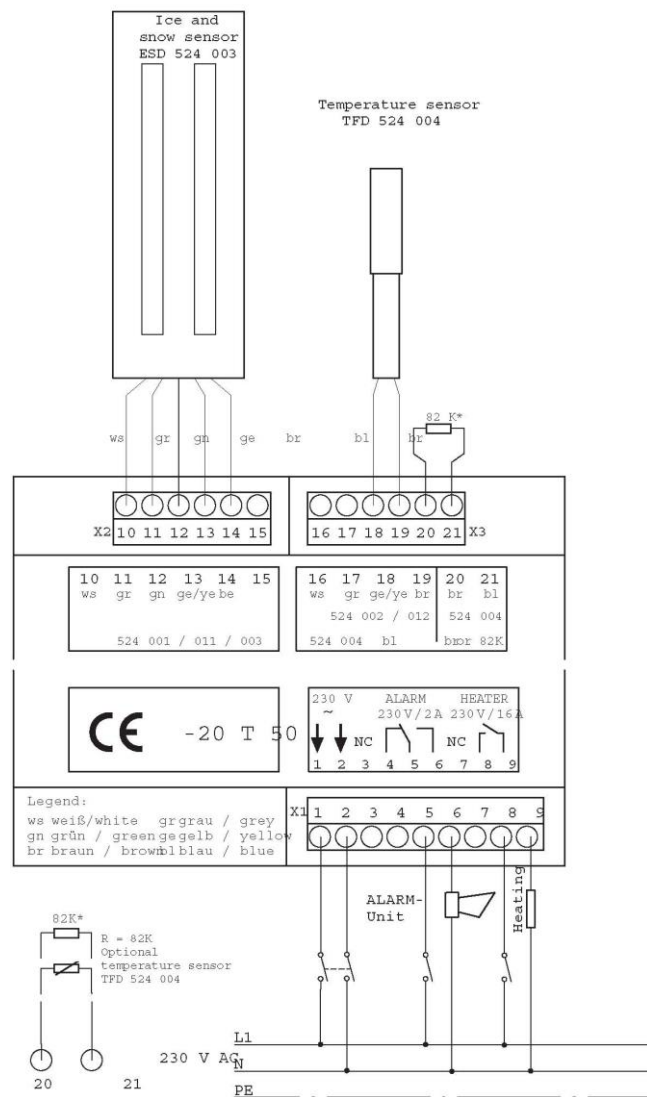 Ice and
snow sensor
ESD 524 003
Temperature sensor
TFD 524 004
82 K*
ws gr gn ge br bl br
X2 10 11 12 13 14 15
16 17 18 19 20 21 X3
10 11 12 13 14 15
ws gr gn ge/ye be
524 001 / 011 / 003
16 17 18 19 20 21
ws gr ge/ye br br bl
524 002 / 012 524 004
524 004 bl bror 82K
CE -20 T 50
230 V ALARM HEATER
~ 230V/2A 230V/16A
NC NC
1 2 3 4 5 6 7 8 9
Legend:
ws weiß/white gr grau / grey
gn grün / green ge gelb / yellow
br braun / brown bl blau / blue
X1 1 2 3 4 5 6 7 8 9
ALARM-
Unit
Heating
82K*
R = 82K
Optional
temperature sensor
TFD 524 004
20 21
230 V AC
L1
N
PE